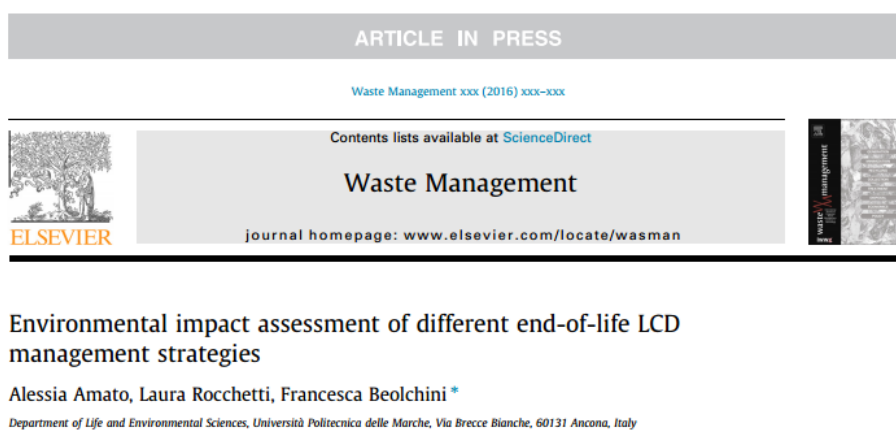 ARTICLE IN PRESS
Waste Management xxx (2016) xxx–xxx
Contents lists available at ScienceDirect
Waste Management
journal homepage: www.elsevier.com/locate/wasman
ELSEVIER
waste management
Environmental impact assessment of different end-of-life LCD
management strategies
Alessia Amato, Laura Rocchetti, Francesca Beolchini *
Department of Life and Environmental Sciences, Università Politecnica delle Marche, Via Brecce Bianche, 60131 Ancona, Italy